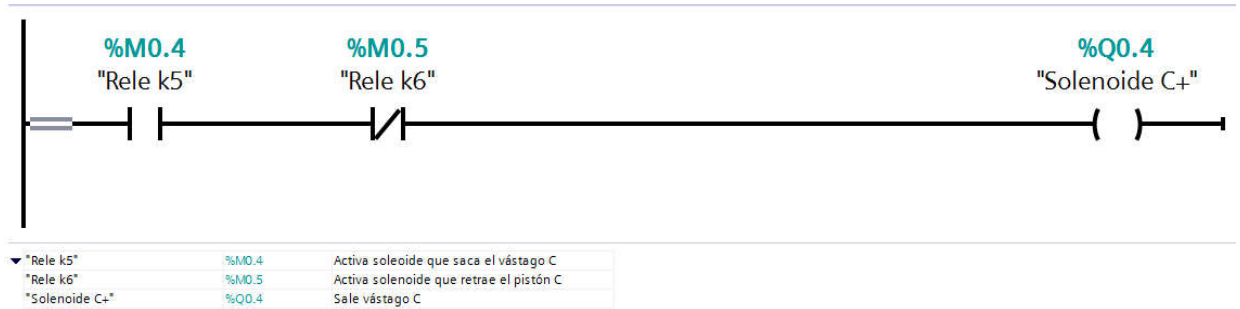 %M0.4 %M0.5 %Q0.4
"Rele k5" "Rele k6" "Solenoide C+"
"Rele k5" %M0.4 Activa soleoide que saca el vástago C
"Rele k6" %M0.5 Activa solenoide que retrae el pistón C
"Solenoide C+" %Q0.4 Sale vástago C